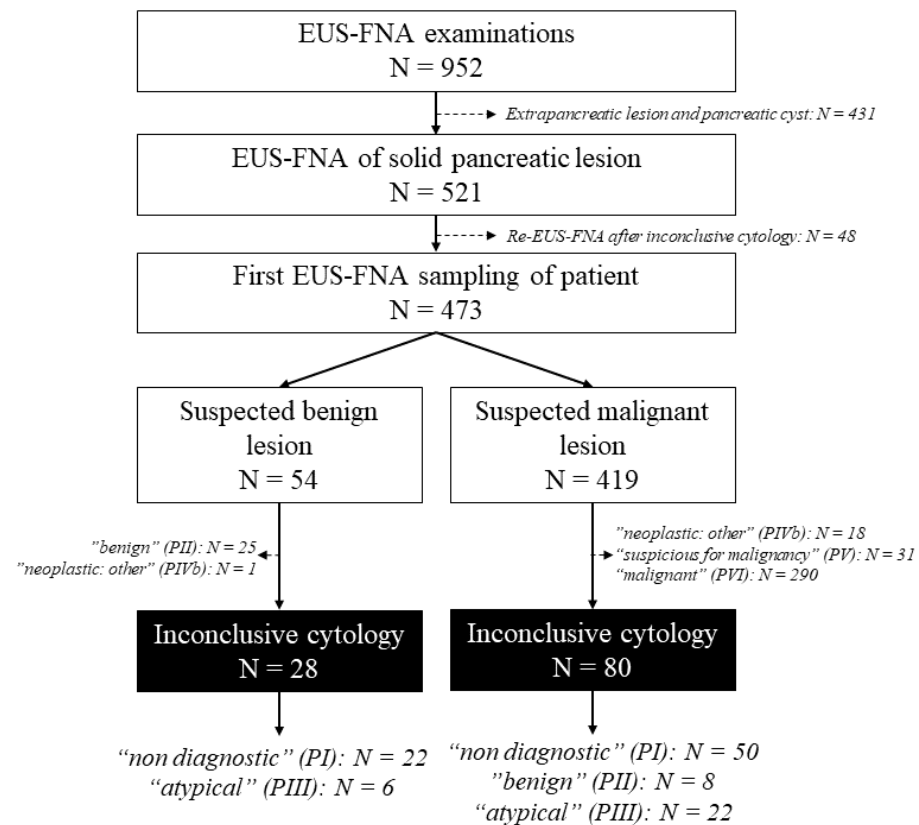 EUS-FNA examinations
N = 952
Extrapancreatic lesion and pancreatic cyst: N = 431
EUS-FNA of solid pancreatic lesion
N = 521
Re-EUS-FNA after inconclusive cytology: N = 48
First EUS-FNA sampling of patient
N = 473
Suspected benign
lesion
N = 54
Suspected malignant
lesion
N = 419
”benign” (PII): N = 25
”neoplastic: other” (PIVb): N = 1
”neoplastic: other” (PIVb): N = 18
“suspicious for malignancy” (PV): N = 31
“malignant” (PVI): N = 290
Inconclusive cytology
N = 28
Inconclusive cytology
N = 80
“non diagnostic” (PI): N = 22
“atypical” (PIII): N = 6
“non diagnostic” (PI): N = 50
”benign” (PII): N = 8
“atypical” (PIII): N = 22